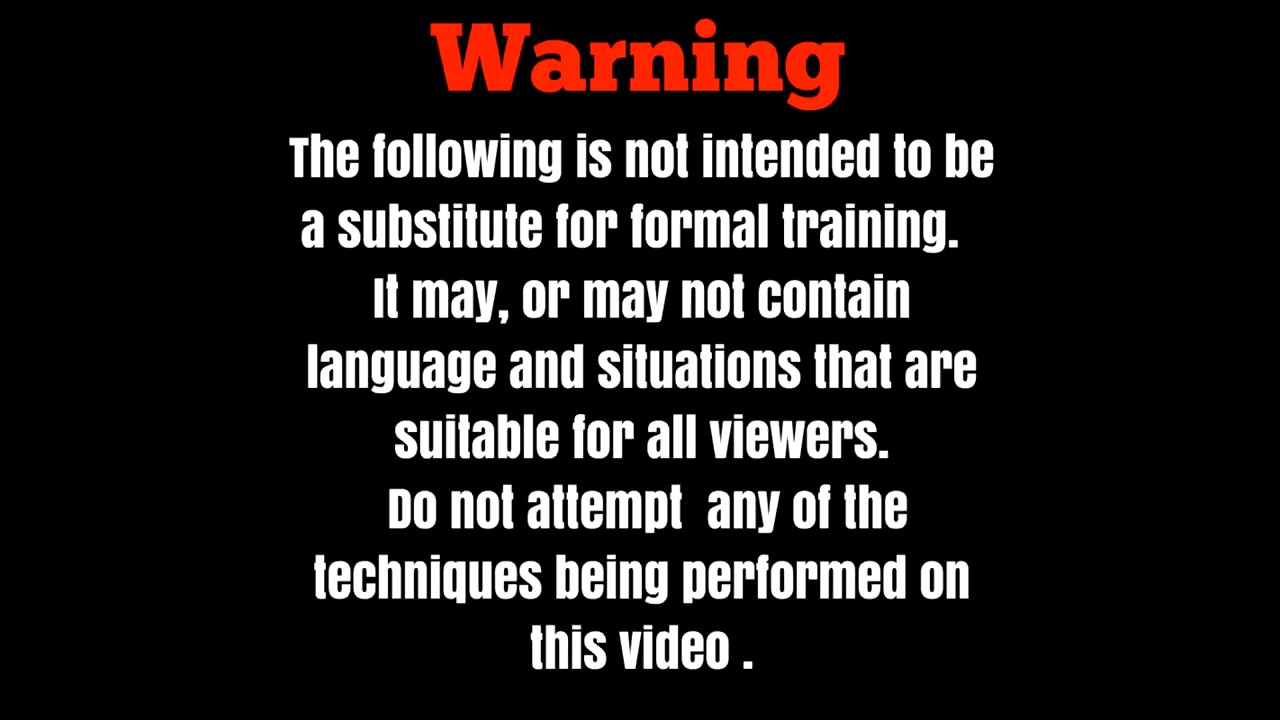 Warning
The following is not intended to be
a substitute for formal training.
It may, or may not contain
language and situations that are
suitable for all viewers.
Do not attempt any of the
techniques being performed on
this video .